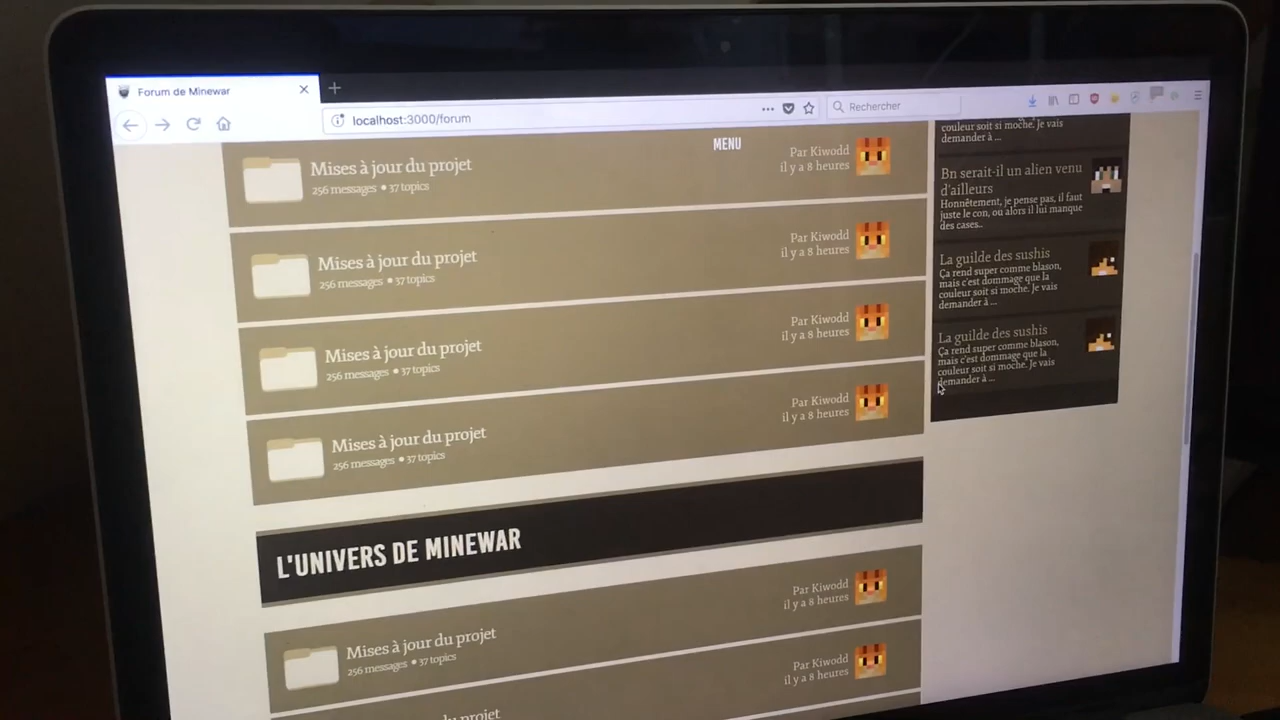 Forum de Minewar
localhost:3000/forum
Rechercher
MENU
Mises à jour du projet
256 messages • 37 topics
Par Kiwodd
il y a 8 heures
Mises à jour du projet
256 messages • 37 topics
Par Kiwodd
il y a 8 heures
Mises à jour du projet
256 messages • 37 topics
Par Kiwodd
il y a 8 heures
Mises à jour du projet
256 messages • 37 topics
Par Kiwodd
il y a 8 heures
L'UNIVERS DE MINEWAR
Mises à jour du projet
256 messages • 37 topics
Par Kiwodd
il y a 8 heures
Par Kiwodd
il y a 8 heures
projet
couleur soit si moche. Je vais
demander à ...
Bn serait-il un alien venu
d'ailleurs
Honnêtement, je pense pas, il faut
juste le con, ou alors il lui manque
des cases..
La guilde des sushis
Ça rend super comme blason,
mais c'est dommage que la
couleur soit si moche. Je vais
demander à ...
La guilde des sushis
Ça rend super comme blason,
mais c'est dommage que la
couleur soit si moche. Je vais
demander à ...